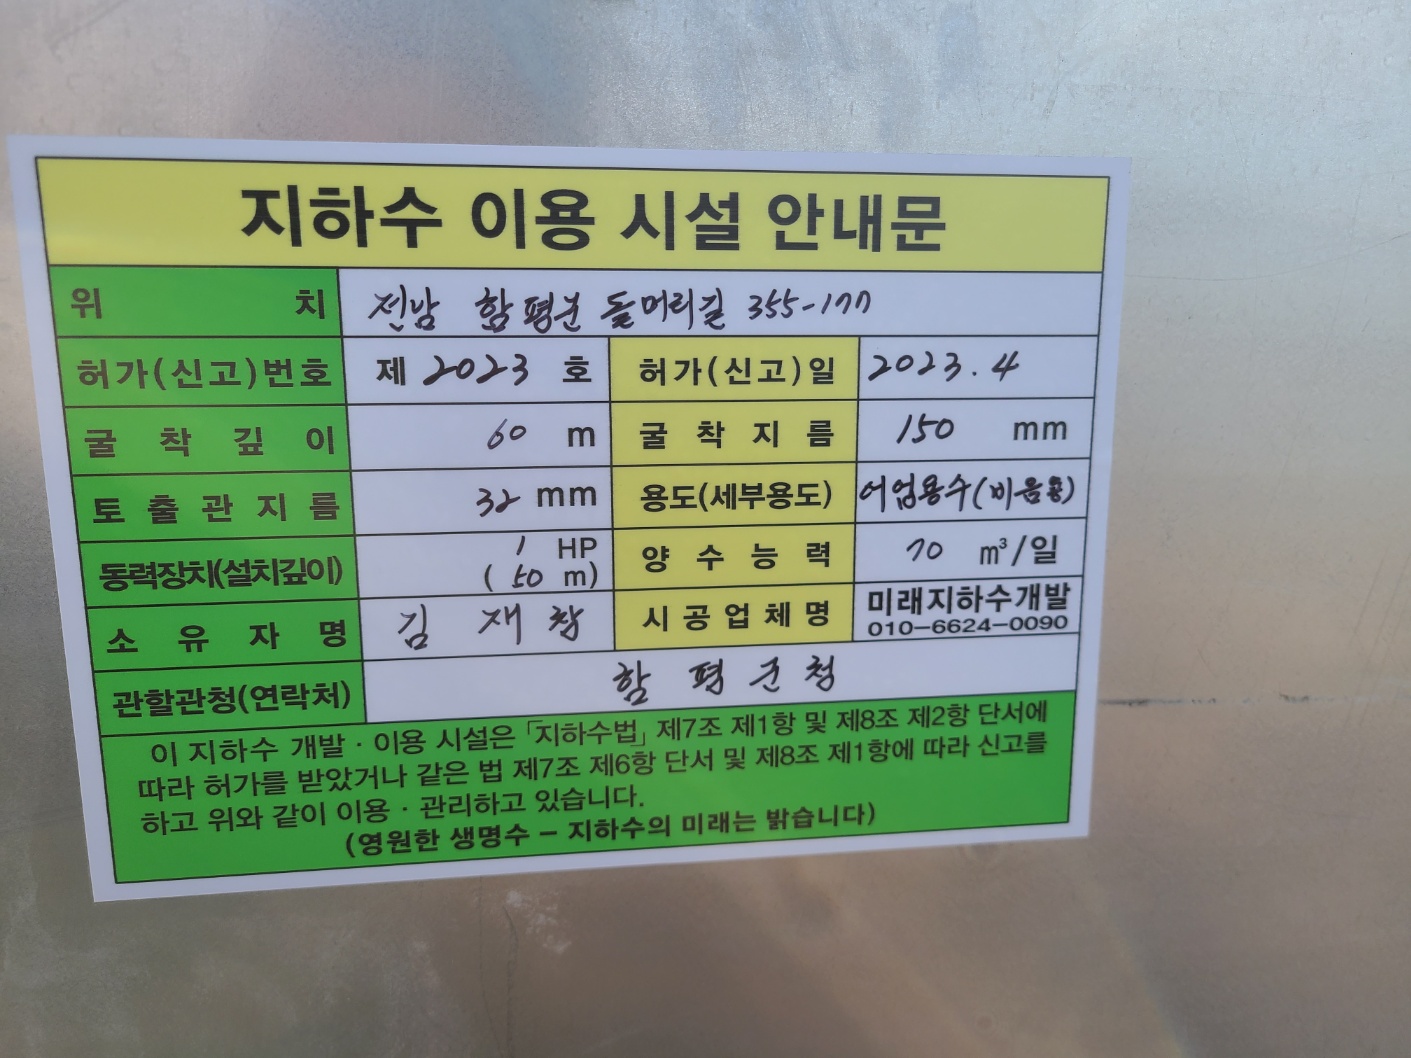 지하수 이용 시설 안내문
위 치 전남 함평군 돌머리길 355-177
허가(신고)번호 제 2023 호 허가(신고)일 2023.4
굴 착 깊 이 60 m 굴 착 지 름 150 mm
토 출 관 지 름 32 mm 용도(세부용도) 어업용수(비음용)
동력장치(설치깊이) 1 HP
(50 m) 양 수 능 력 70 m³/일
소 유 자 명 김 재 창 시 공 업 체 명 미래지하수개발
010-6624-0090
관할관청(연락처) 함 평 군 청
이 지하수 개발 · 이용 시설은 「지하수법」 제7조 제1항 및 제8조 제2항 단서에
따라 허가를 받았거나 같은 법 제7조 제6항 단서 및 제8조 제1항에 따라 신고를
하고 위와 같이 이용 · 관리하고 있습니다.
(영원한 생명수 – 지하수의 미래는 밝습니다)